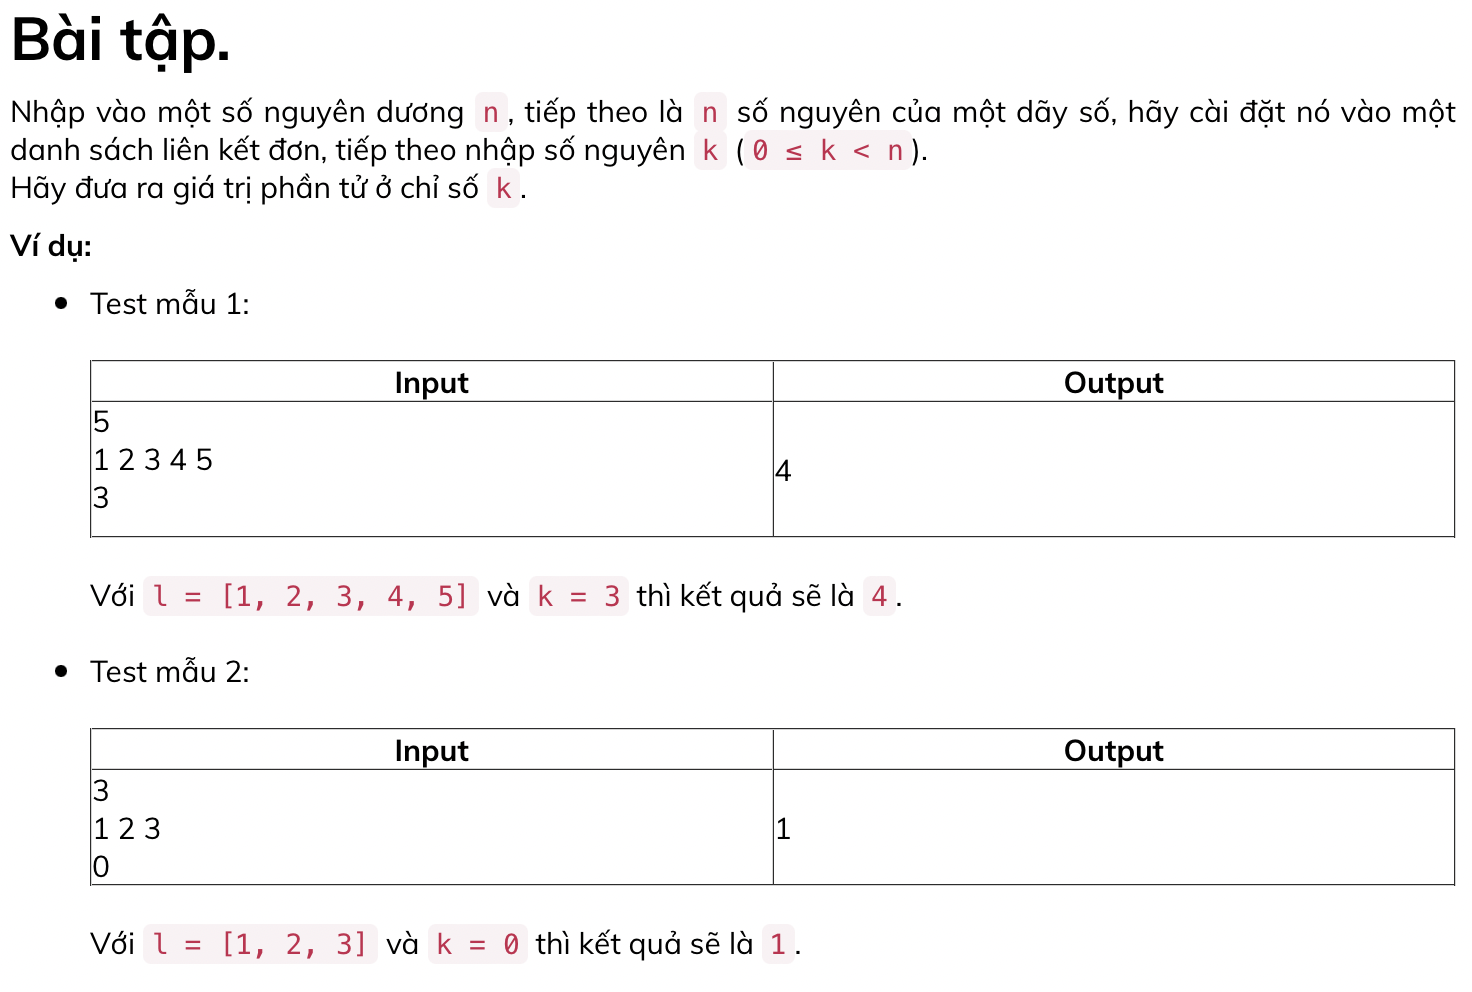 Bài tập.
Nhập vào một số nguyên dương n, tiếp theo là n số nguyên của một dãy số, hãy cài đặt nó vào một
danh sách liên kết đơn, tiếp theo nhập số nguyên k (0 ≤ k < n).
Hãy đưa ra giá trị phần tử ở chỉ số k.
Ví dụ:
• Test mẫu 1:
Input Output
5
1 2 3 4 5
3
4
Với l = [1, 2, 3, 4, 5] và k = 3 thì kết quả sẽ là 4.
• Test mẫu 2:
Input Output
3
1 2 3
0
1
Với l = [1, 2, 3] và k = 0 thì kết quả sẽ là 1.